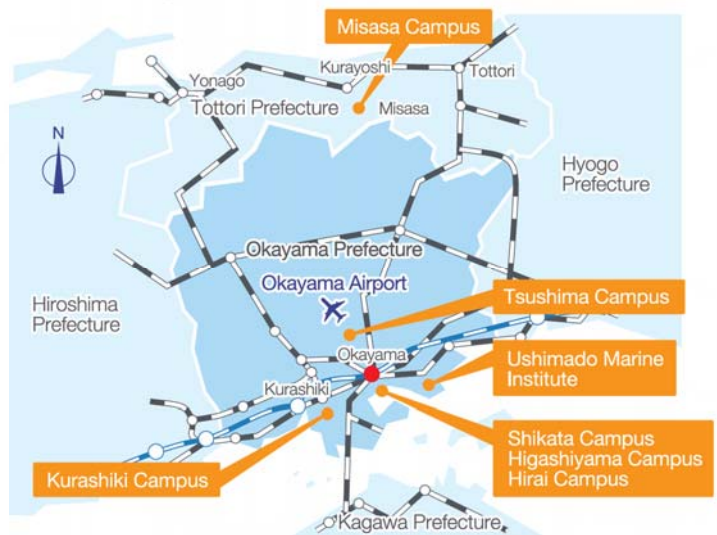 Misasa Campus
Kurayoshi
Tottori
Yonago
Tottori Prefecture
Misasa
N
Hyogo
Prefecture
Okayama Prefecture
Okayama Airport
Tsushima Campus
Hiroshima
Prefecture
Okayama
Ushimado Marine
Institute
Kurashiki
Shikata Campus
Higashiyama Campus
Hirai Campus
Kurashiki Campus
Kagawa Prefecture